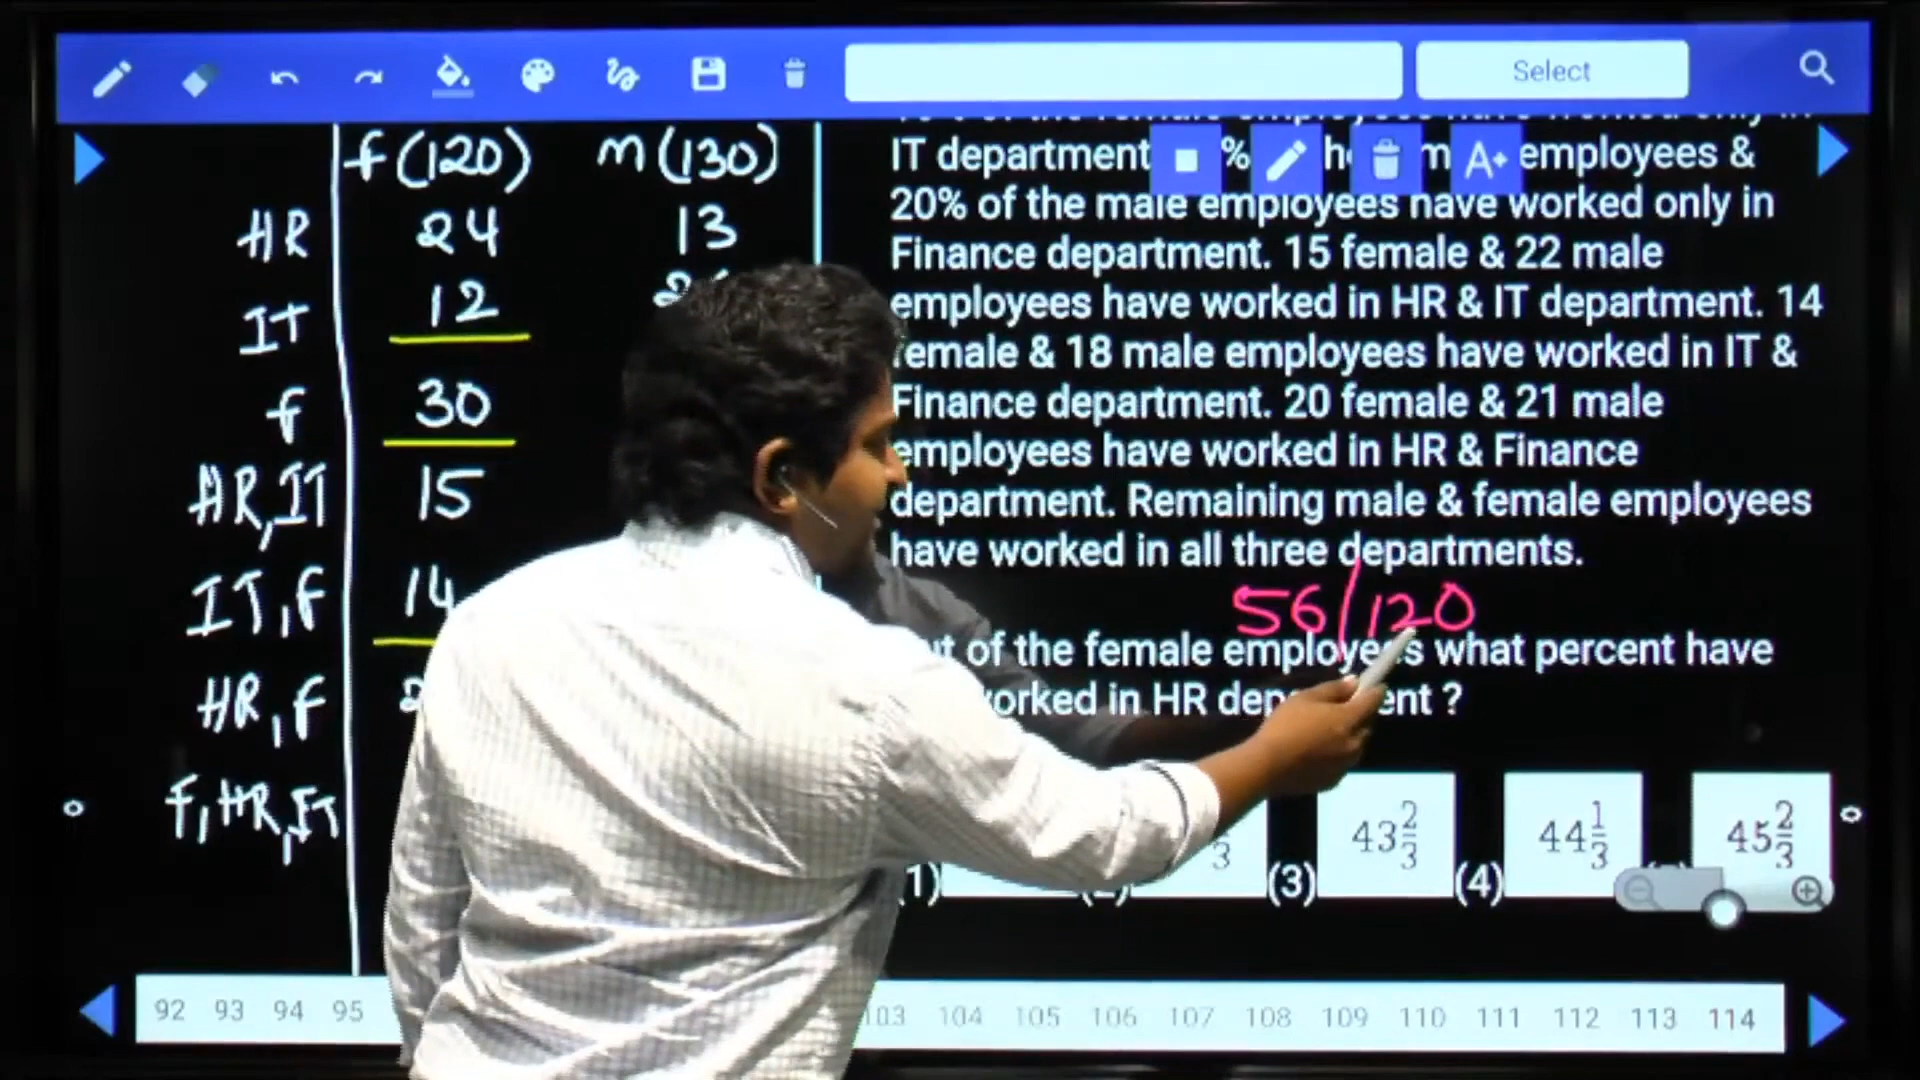 Select
f (120) m (130)
HR 24 13
IT 12
f 30
HR,IT 15
IT,f 14
HR,f
f,HR,IT
IT department % employees &
20% of the male employees have worked only in
Finance department. 15 female & 22 male
employees have worked in HR & IT department. 14
female & 18 male employees have worked in IT &
Finance department. 20 female & 21 male
employees have worked in HR & Finance
department. Remaining male & female employees
have worked in all three departments.
56/120
of the female employees what percent have
worked in HR department ?
(3) 43 2/3 (4) 44 1/3 45 2/3
92 93 94 95 103 104 105 106 107 108 109 110 111 112 113 114